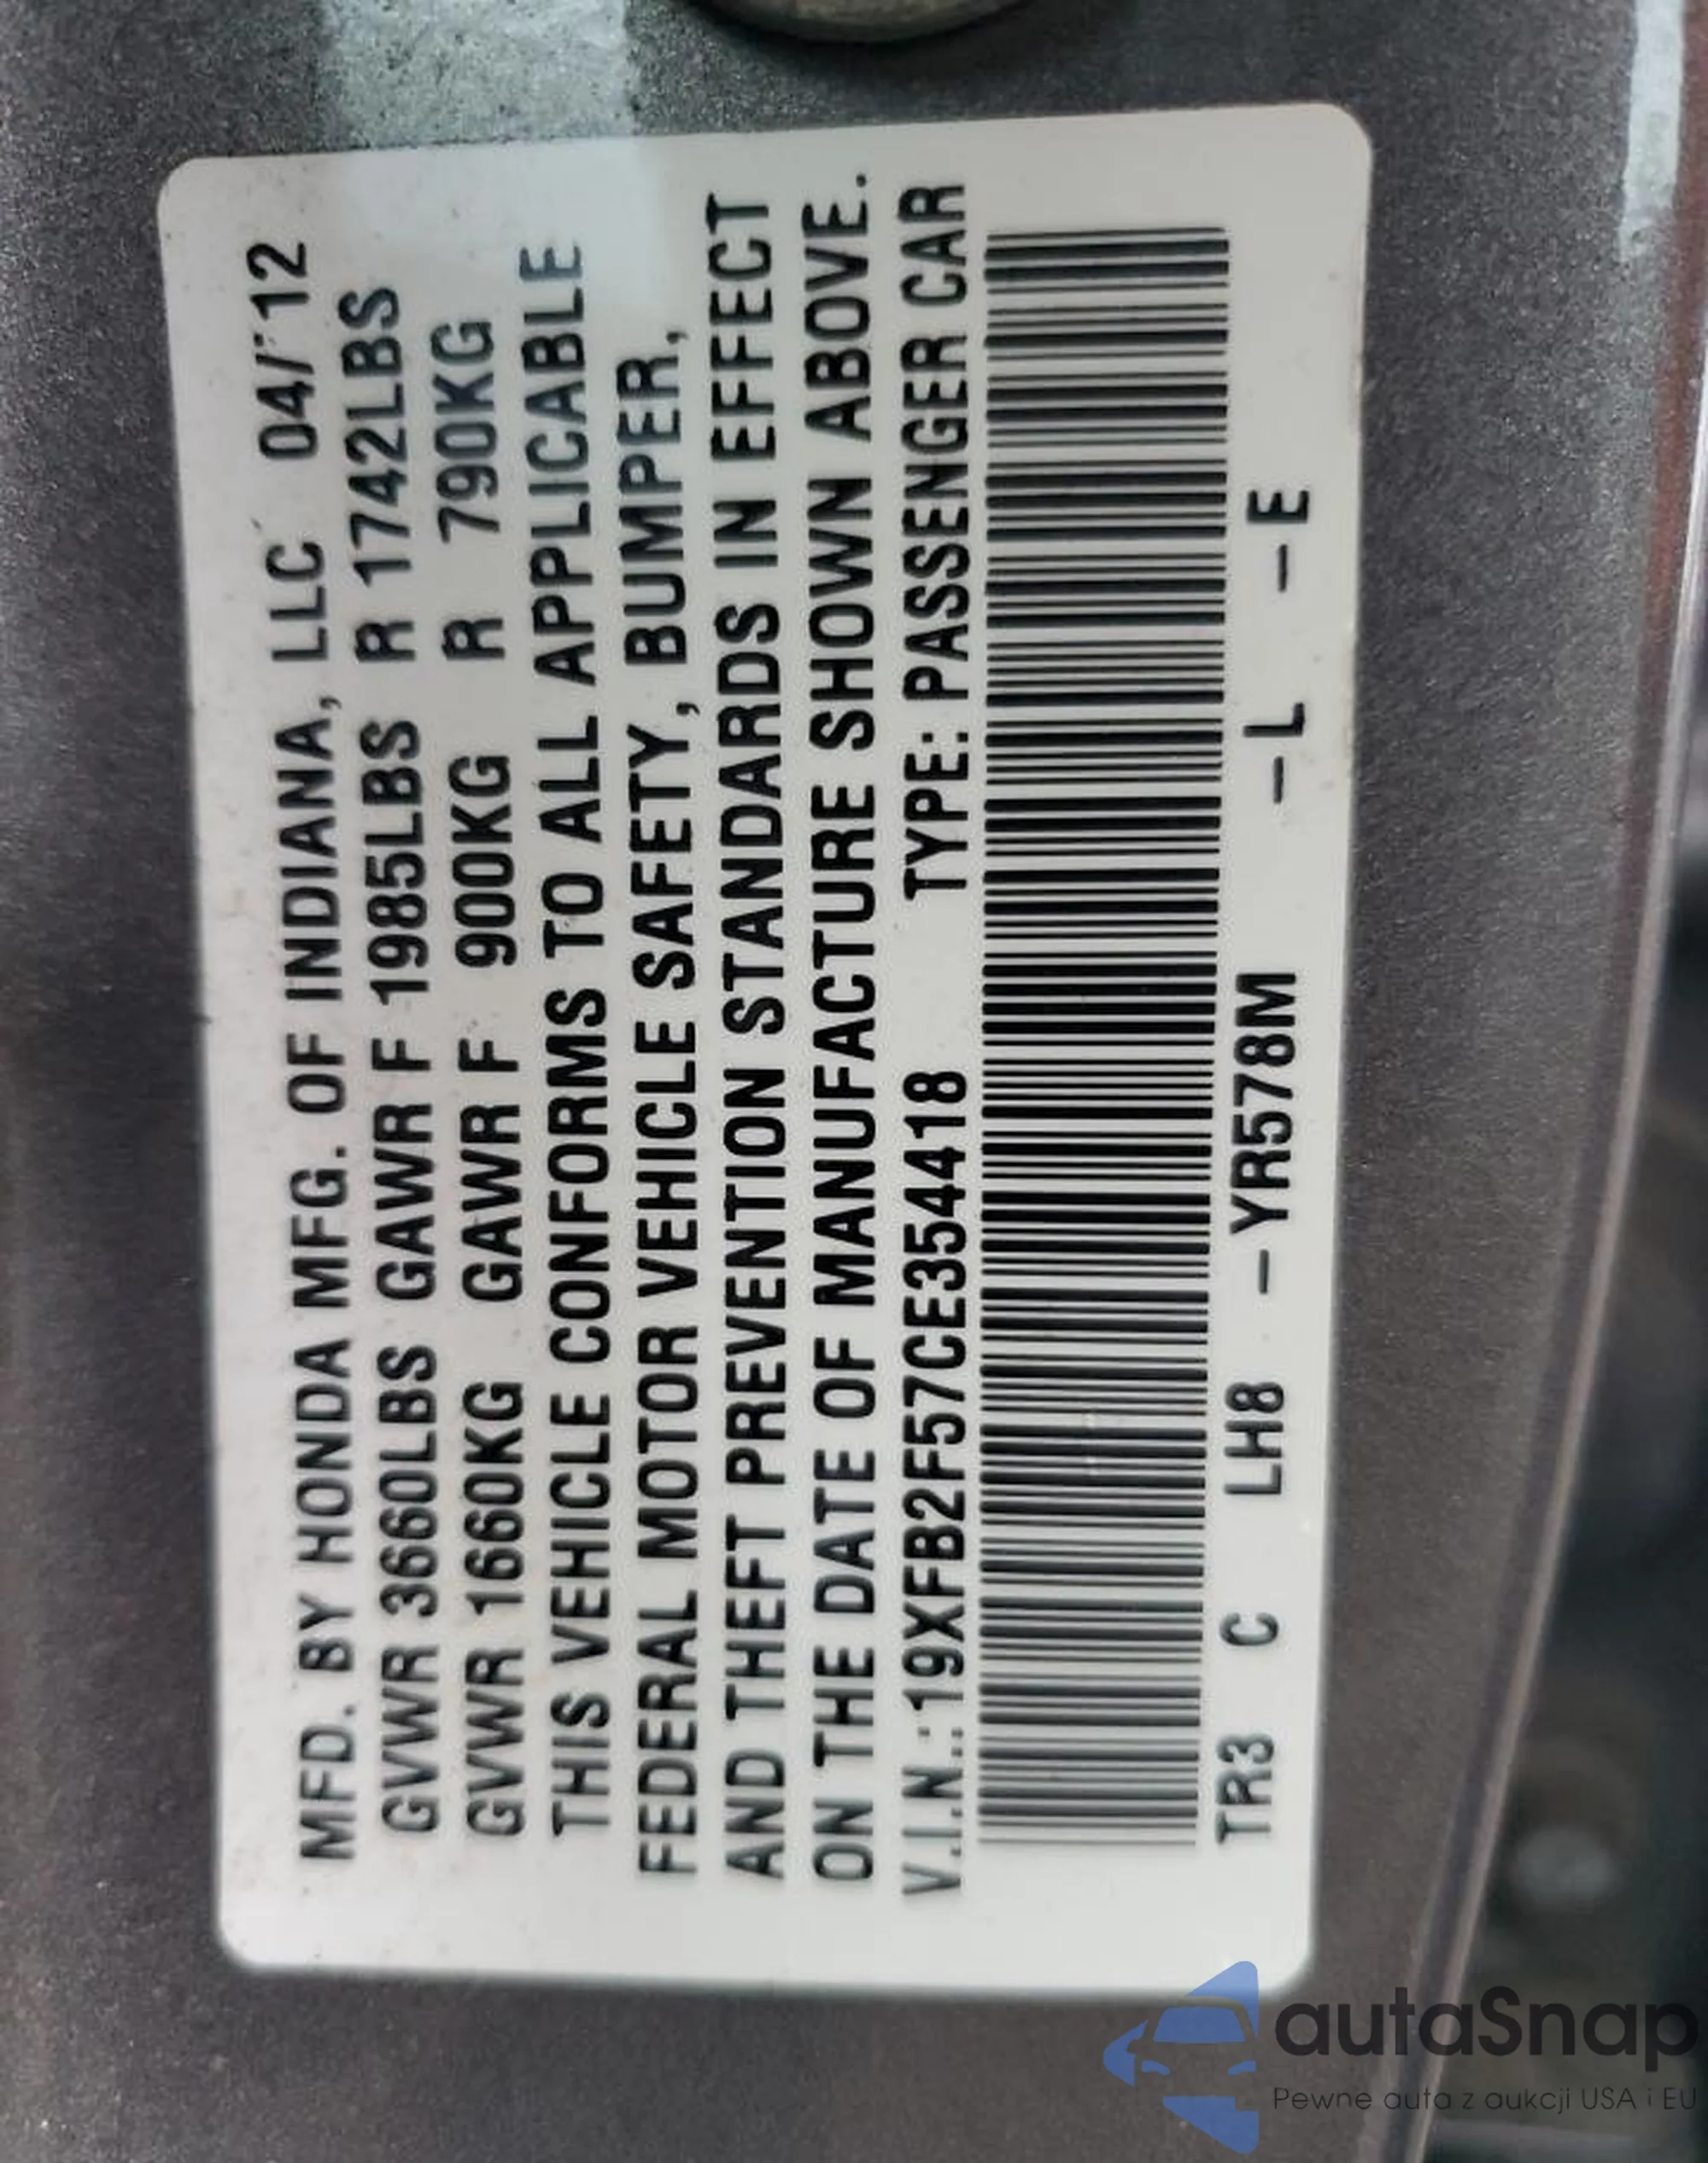 MFD. BY HONDA MFG. OF INDIANA, LLC 04/12
GVWR 3660LBS GAWR F 1985LBS R 1742LBS
GVWR 1660KG GAWR F 900KG R 790KG
THIS VEHICLE CONFORMS TO ALL APPLICABLE
FEDERAL MOTOR VEHICLE SAFETY, BUMPER,
AND THEFT PREVENTION STANDARDS IN EFFECT
ON THE DATE OF MANUFACTURE SHOWN ABOVE.
V.I.N.:19XFB2F57CE354418 TYPE: PASSENGER CAR
TR3 C LH8 -YR578M -L -E
autaSnap
Pewne auta z aukcji USA i EU